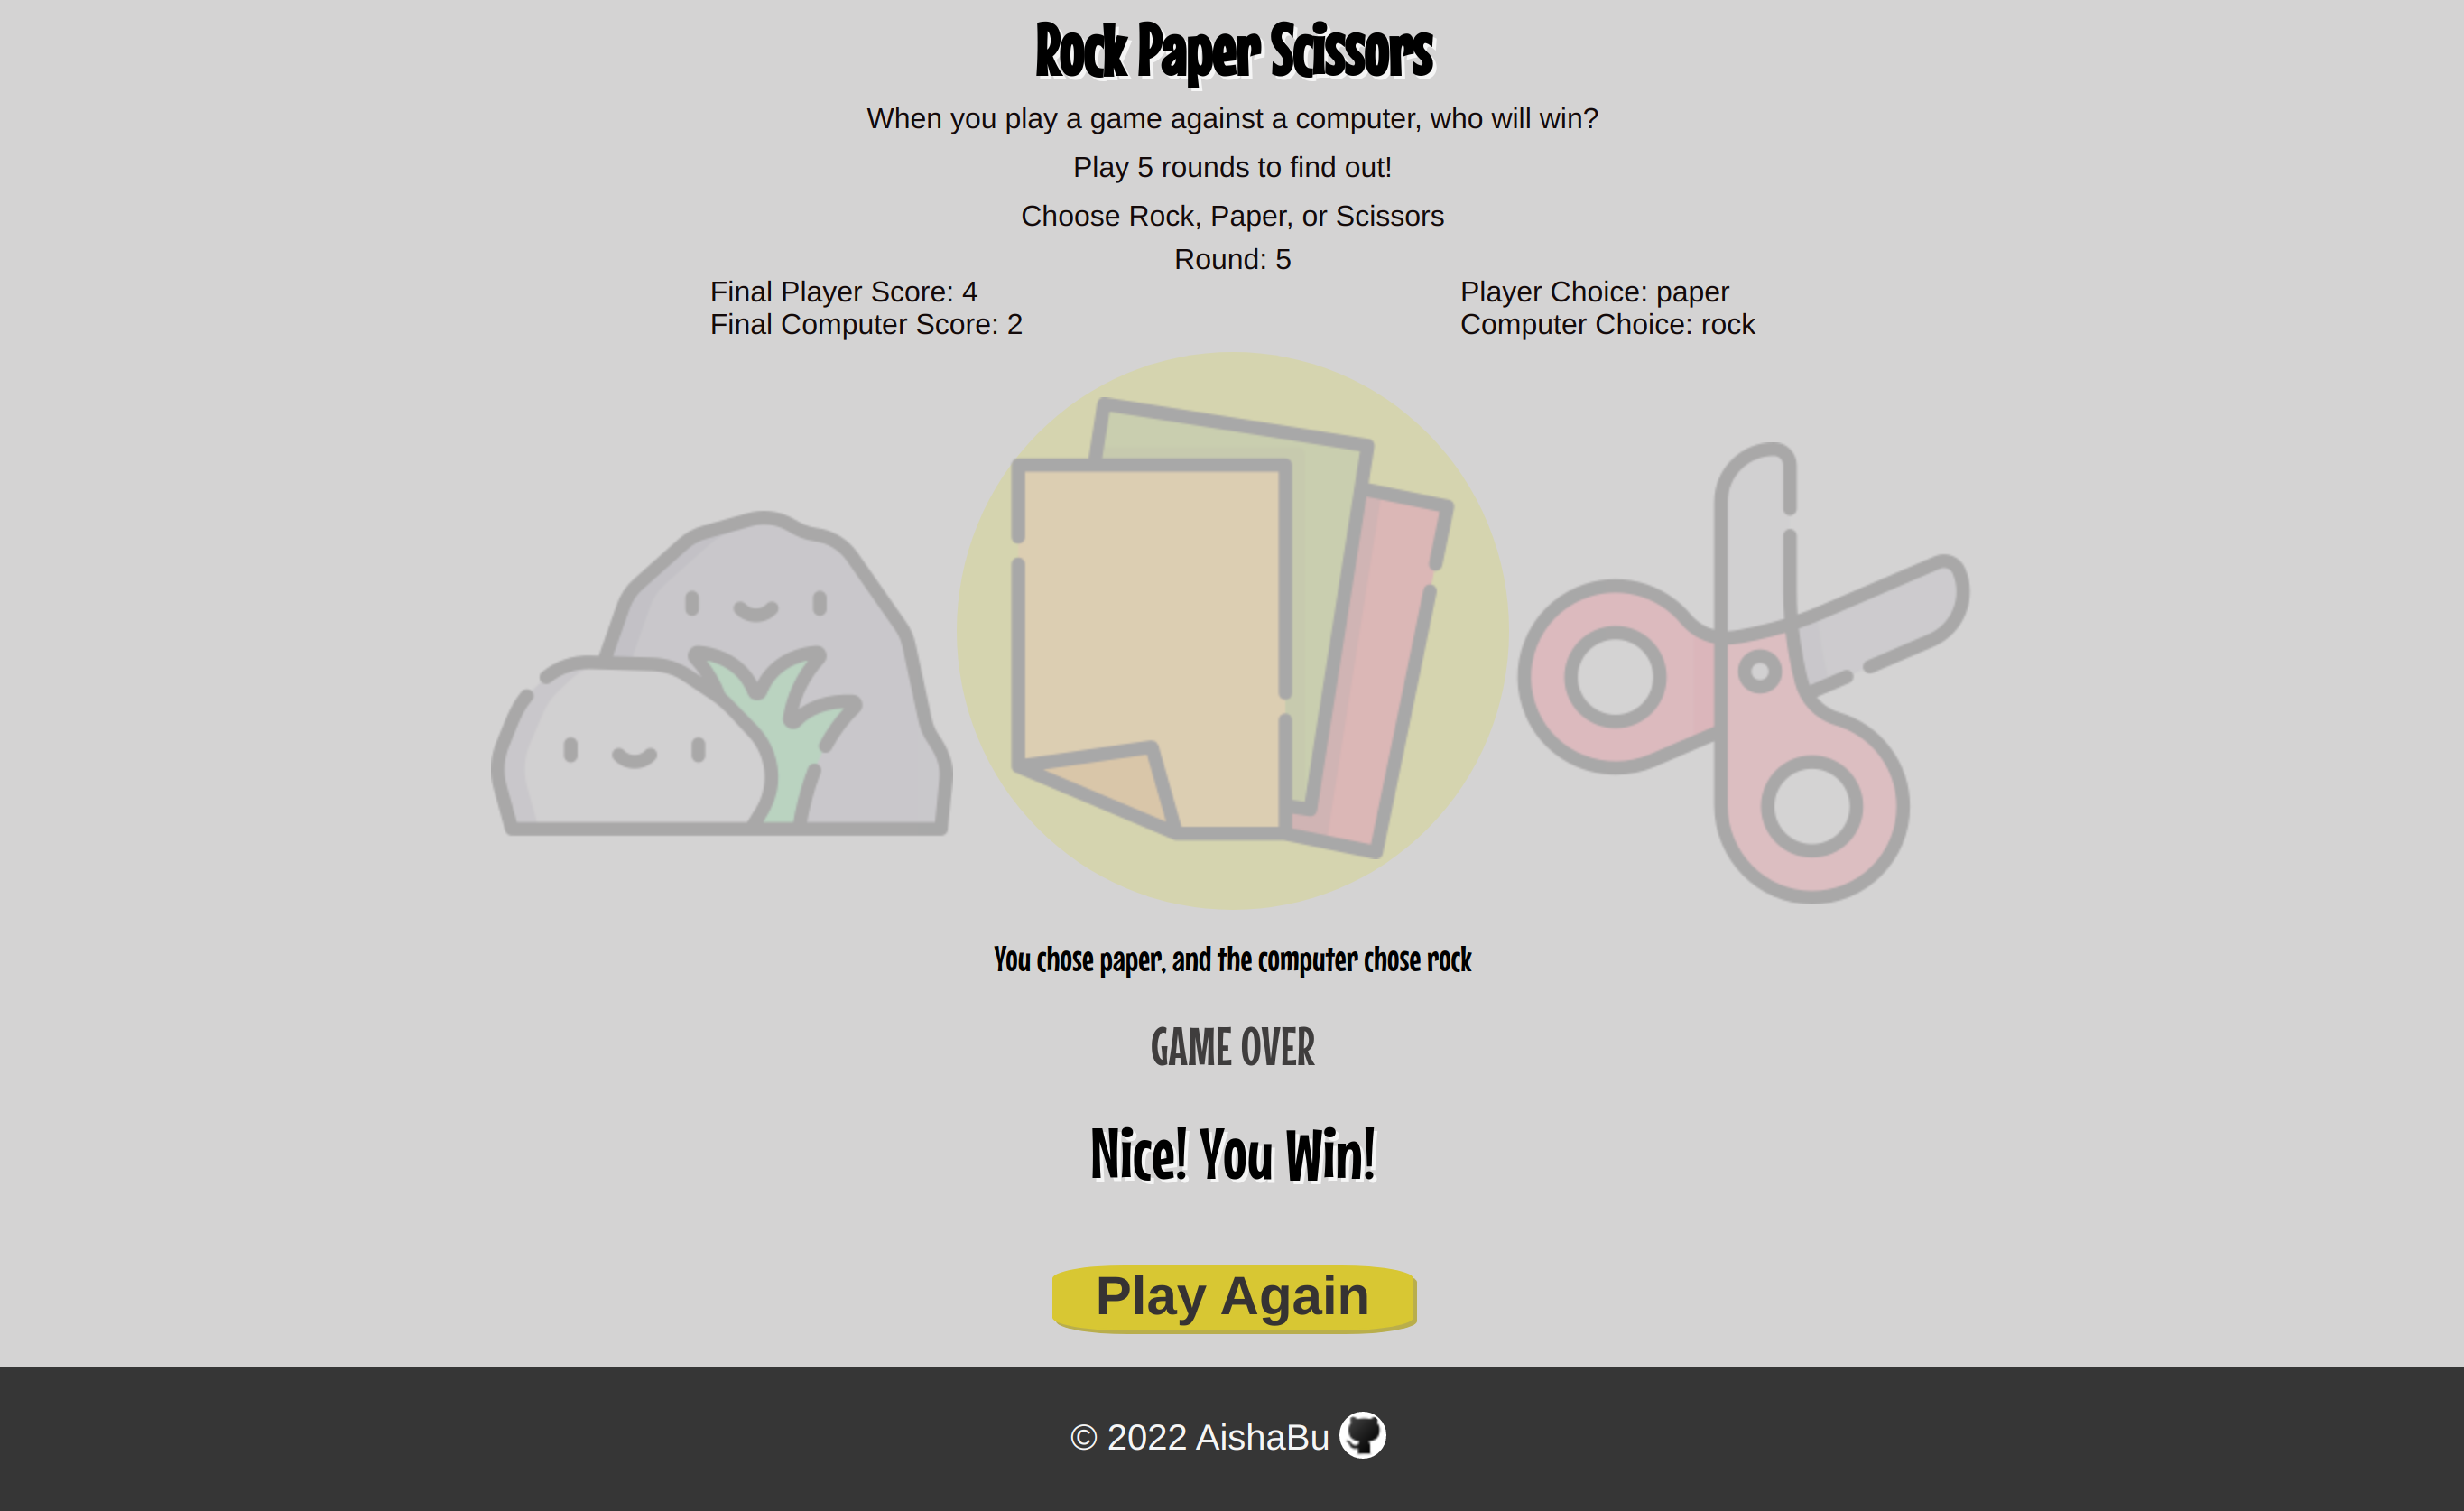 Rock Paper Scissors
When you play a game against a computer, who will win?
Play 5 rounds to find out!
Choose Rock, Paper, or Scissors
Round: 5
Final Player Score: 4
Final Computer Score: 2
Player Choice: paper
Computer Choice: rock
You chose paper, and the computer chose rock
GAME OVER
Nice! You Win!
Play Again
© 2022 AishaBu